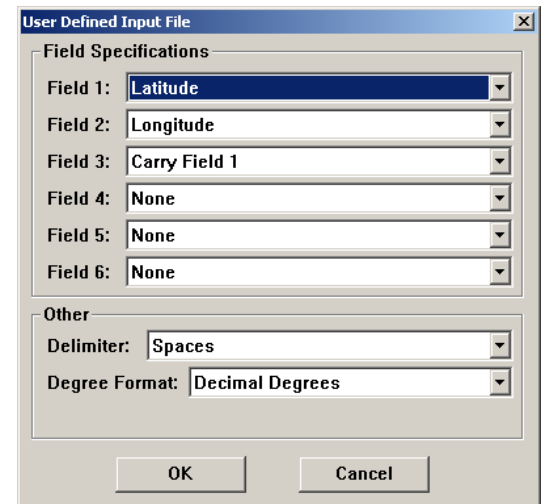 User Defined Input File
Field Specifications
Field 1: Latitude
Field 2: Longitude
Field 3: Carry Field 1
Field 4: None
Field 5: None
Field 6: None
Other
Delimiter: Spaces
Degree Format: Decimal Degrees
OK Cancel